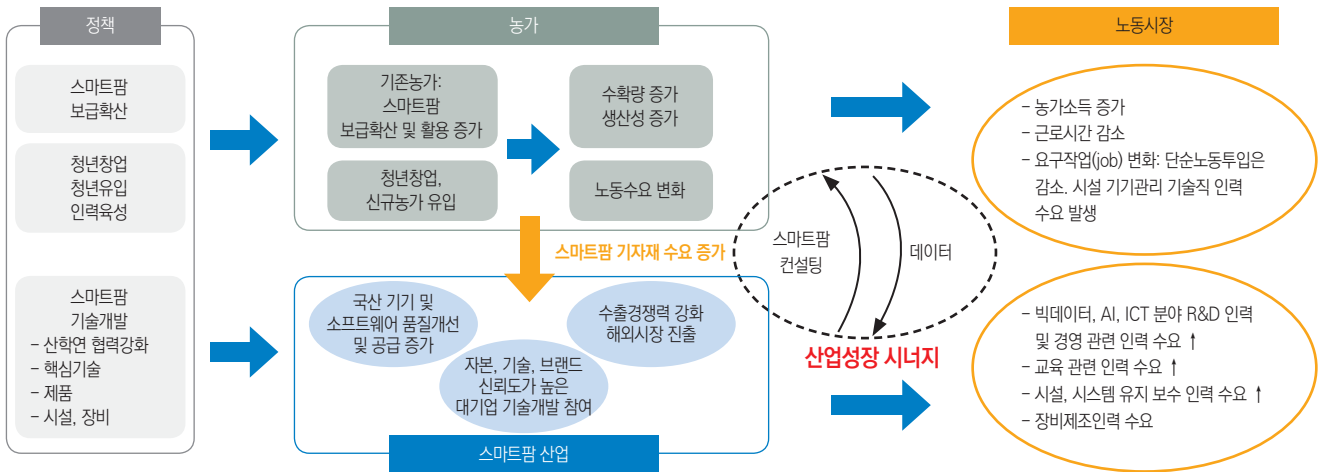 정책
스마트팜
보급확산
청년창업
청년유입
인력육성
스마트팜
기술개발
– 산학연 협력강화
– 핵심기술
– 제품
– 시설, 장비
농가
기존농가:
스마트팜
보급확산 및 활용 증가
청년창업,
신규농가 유입
수확량 증가
생산성 증가
노동수요 변화
스마트팜 기자재 수요 증가
국산 기기 및
소프트웨어 품질개선
및 공급 증가
자본, 기술, 브랜드
신뢰도가 높은
대기업 기술개발 참여
수출경쟁력 강화
해외시장 진출
스마트팜 산업
스마트팜
컨설팅
데이터
산업성장 시너지
노동시장
– 농가소득 증가
– 근로시간 감소
– 요구작업(job) 변화: 단순노동투입은
감소. 시설 기기관리 기술직 인력
수요 발생
– 빅데이터, AI, ICT 분야 R&D 인력
및 경영 관련 인력 수요 ↑
– 교육 관련 인력 수요 ↑
– 시설, 시스템 유지 보수 인력 수요 ↑
– 장비제조인력 수요